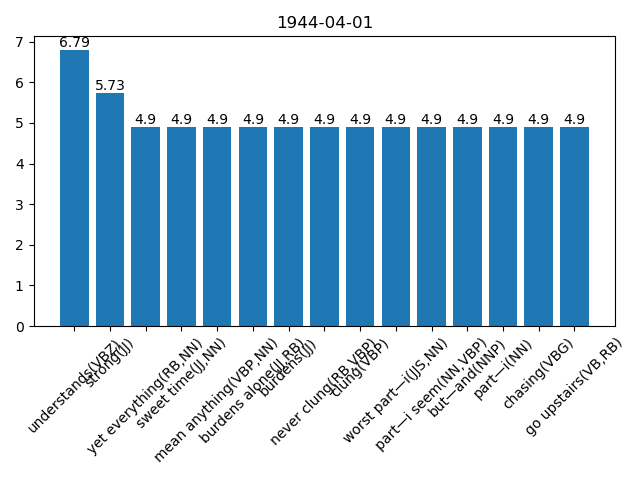 1944-04-01
7
6
5
4
3
2
1
0
6.79
5.73
4.9
4.9
4.9
4.9
4.9
4.9
4.9
4.9
4.9
4.9
4.9
4.9
4.9
understands(VBZ)
strong(JJ)
yet everything(RB,NN)
sweet time(JJ,NN)
mean anything(VBP,NN)
burdens alone(JJ,RB)
burdens(JJ)
never clung(RB,VBP)
clung(VBP)
worst part—i(JJS,NN)
part—i seem(NN,VBP)
but—and(NNP)
part—i(NN)
chasing(VBG)
go upstairs(VB,RB)